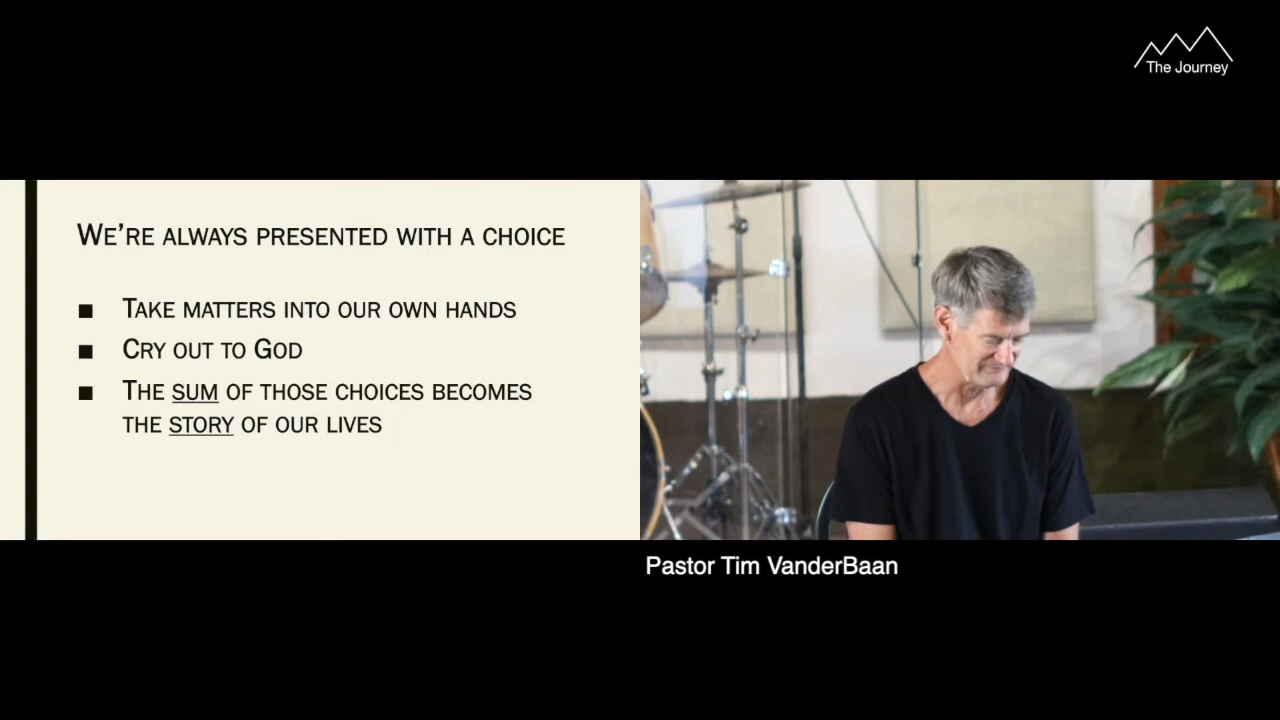 The Journey
WE'RE ALWAYS PRESENTED WITH A CHOICE
■ TAKE MATTERS INTO OUR OWN HANDS
■ CRY OUT TO GOD
■ THE SUM OF THOSE CHOICES BECOMES
THE STORY OF OUR LIVES
Pastor Tim VanderBaan